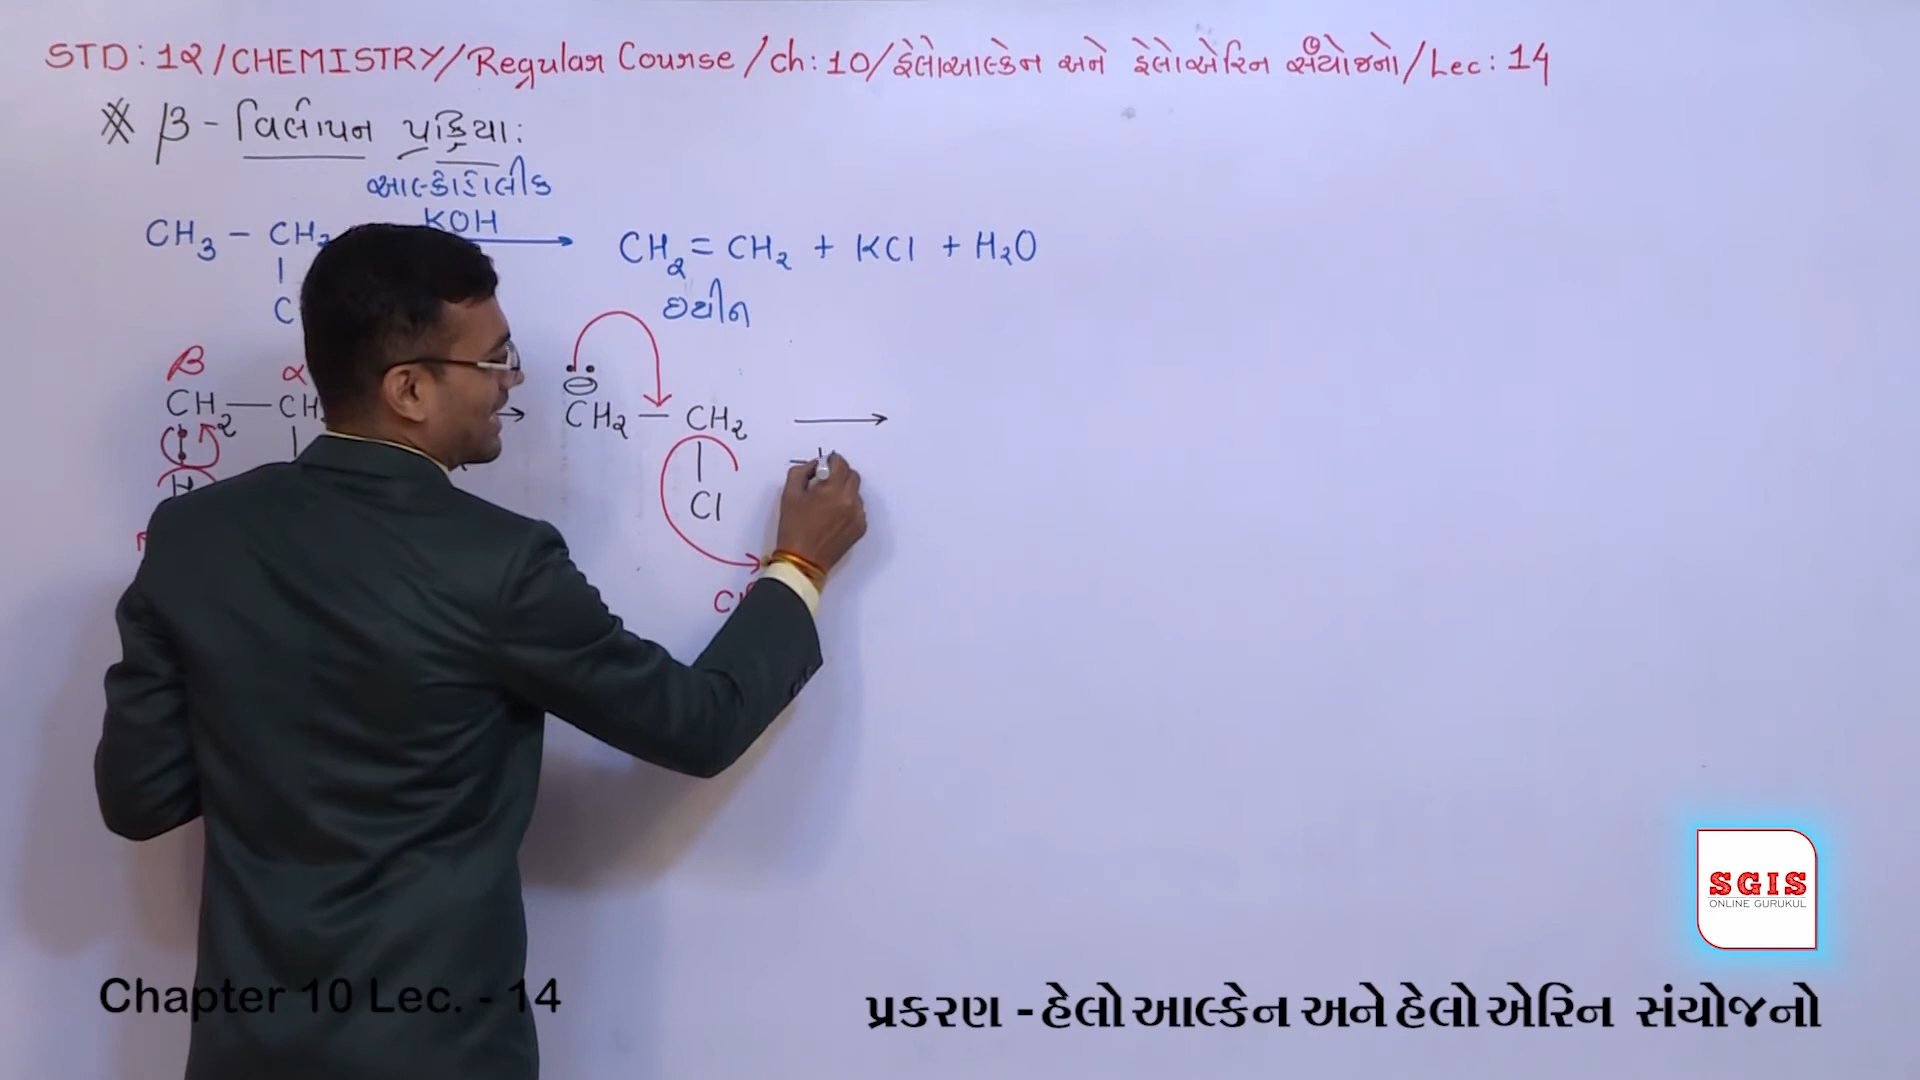 STD: 12/CHEMISTRY/Regular Course/ch: 10/હેલોઆલ્કેન અને હેલોએરિન સંયોજનો/Lec: 14
※ β - વિલોપન પ્રક્રિયા:
આલ્કોહોલીક
KOH
CH₃ - CH₂ → CH₂ = CH₂ + KCl + H₂O
C
ઇથીન
β α
⊖
CH₂ — CH → CH₂ — CH₂ →
H
Cl
Cl
SGIS
ONLINE GURUKUL
Chapter 10 Lec. - 14
પ્રકરણ - હેલો આલ્કેન અને હેલો એરિન સંયોજનો